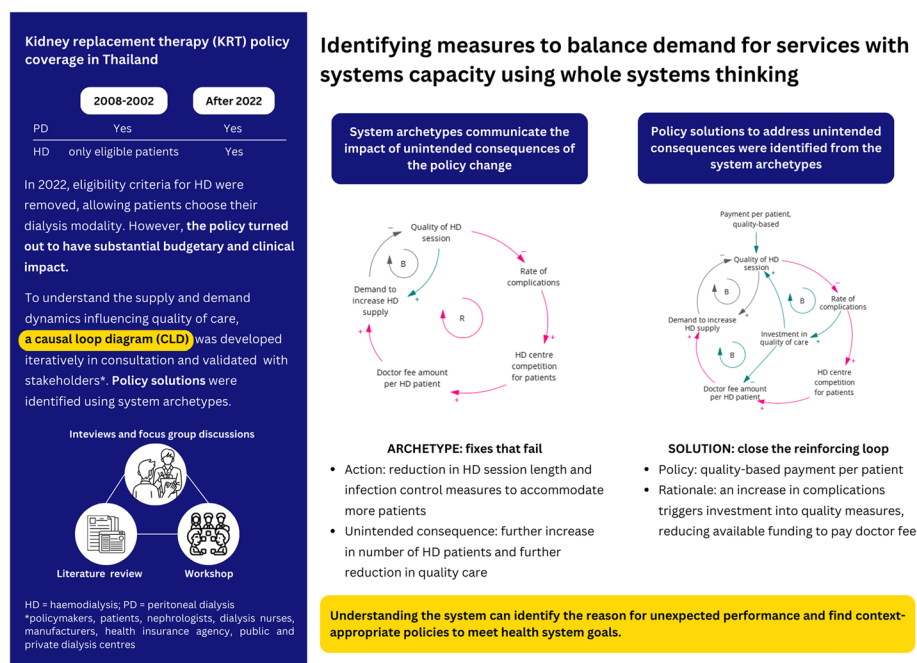 Kidney replacement therapy (KRT) policy
coverage in Thailand
2008-2002
After 2022
PD
Yes
Yes
HD
only eligible patients
Yes
In 2022, eligibility criteria for HD were
removed, allowing patients choose their
dialysis modality. However, the policy turned
out to have substantial budgetary and clinical
impact.
To understand the supply and demand
dynamics influencing quality of care,
a causal loop diagram (CLD) was developed
iteratively in consultation and validated with
stakeholders*. Policy solutions were
identified using system archetypes.
Inteviews and focus group discussions
Literature review
Workshop
HD = haemodialysis; PD = peritoneal dialysis
*policymakers, patients, nephrologists, dialysis nurses,
manufacturers, health insurance agency, public and
private dialysis centres
Identifying measures to balance demand for services with
systems capacity using whole systems thinking
System archetypes communicate the
impact of unintended consequences of
the policy change
Quality of HD
session
−
−
B
Rate of
complications
Demand to
increase HD
supply
+
R
+
+
HD centre
competition
for patients
Doctor fee amount
per HD patient
+
ARCHETYPE: fixes that fail
• Action: reduction in HD session length and
infection control measures to accommodate
more patients
• Unintended consequence: further increase
in number of HD patients and further
reduction in quality care
Policy solutions to address unintended
consequences were identified from the
system archetypes
Payment per patient,
quality-based
+
−
Quality of HD
session
+
−
B
B
Rate of
complications
Demand to increase
HD supply
+
+
Investment in
quality of care
+
+
B
HD centre
competition
for patients
Doctor fee amount
per HD patient
−
+
SOLUTION: close the reinforcing loop
• Policy: quality-based payment per patient
• Rationale: an increase in complications
triggers investment into quality measures,
reducing available funding to pay doctor fee
Understanding the system can identify the reason for unexpected performance and find context-
appropriate policies to meet health system goals.